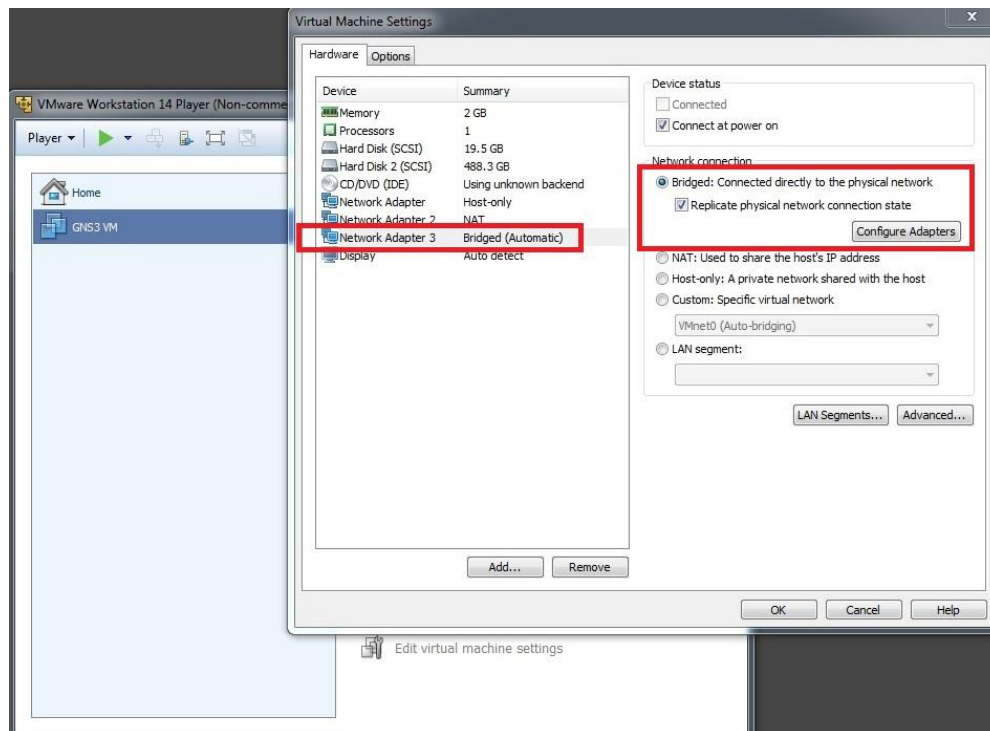 Virtual Machine Settings
x
Hardware Options
Device Summary
Memory 2 GB
Processors 1
Hard Disk (SCSI) 19.5 GB
Hard Disk 2 (SCSI) 488.3 GB
CD/DVD (IDE) Using unknown backend
Network Adapter Host-only
Network Adapter 2 NAT
Network Adapter 3 Bridged (Automatic)
Display Auto detect
Add... Remove
Device status
Connected
Connect at power on
Network connection
Bridged: Connected directly to the physical network
Replicate physical network connection state
Configure Adapters
NAT: Used to share the host's IP address
Host-only: A private network shared with the host
Custom: Specific virtual network
VMnet0 (Auto-bridging)
LAN segment:
LAN Segments... Advanced...
OK Cancel Help
VMware Workstation 14 Player (Non-comme
Player
Home
GNS3 VM
Edit virtual machine settings